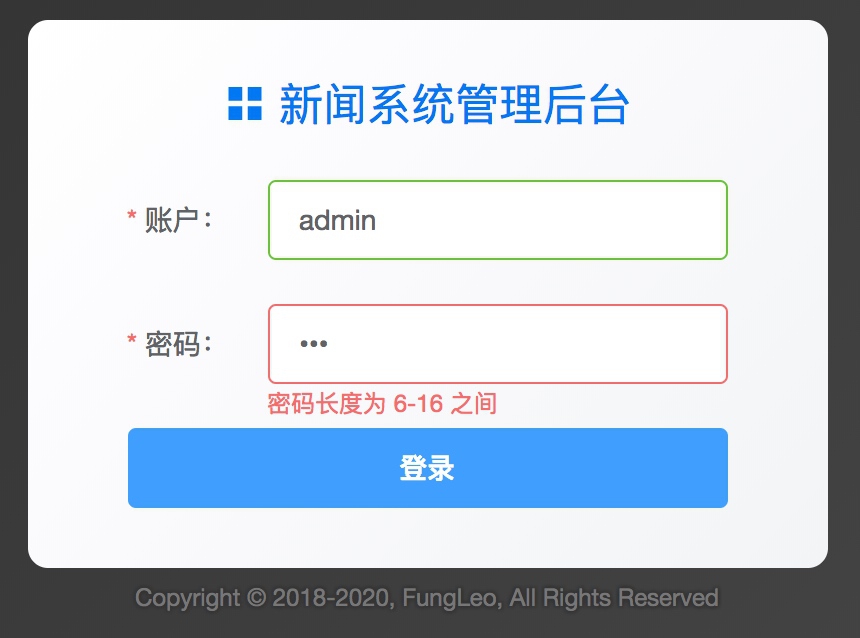 新闻系统管理后台
* 账户：
admin
* 密码：
•••
密码长度为 6-16 之间
登录
Copyright © 2018-2020, FungLeo, All Rights Reserved